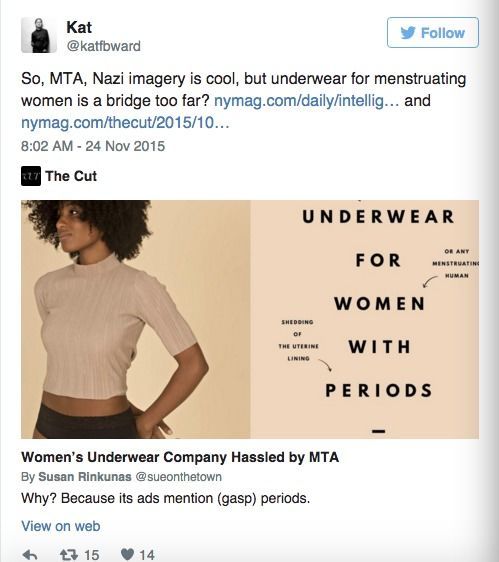 Kat
@katfbward
Follow
So, MTA, Nazi imagery is cool, but underwear for menstruating
women is a bridge too far? nymag.com/daily/intellig… and
nymag.com/thecut/2015/10…
8:02 AM - 24 Nov 2015
The Cut
UNDERWEAR
FOR
OR ANY
MENSTRUATING
HUMAN
WOMEN
SHEDDING
OF
THE UTERINE
LINING
WITH
PERIODS
Women's Underwear Company Hassled by MTA
By Susan Rinkunas @sueonthetown
Why? Because its ads mention (gasp) periods.
View on web
15
14